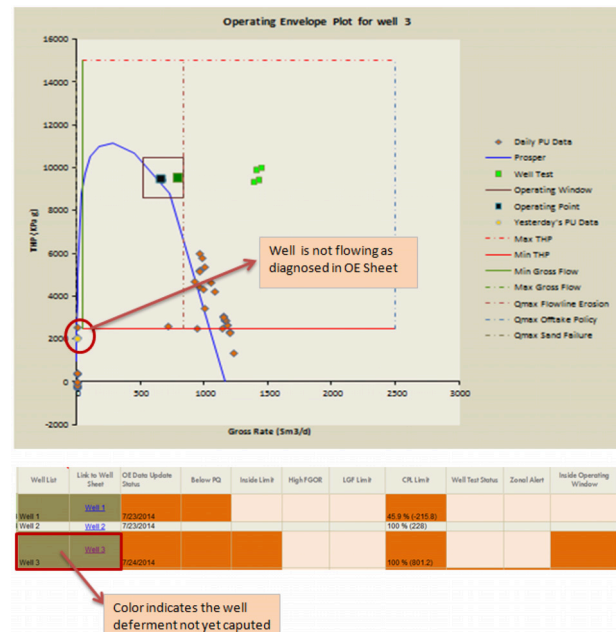 Operating Envelope Plot for well 3
16000
14000
12000
10000
8000
6000
4000
2000
0
-2000
THP (KPa g)
0
500
1000
1500
2000
2500
3000
Gross Rate (Sm3/d)
Well is not flowing as
diagnosed in OE Sheet
Daily PU Data
Prosper
Well Test
Operating Window
Operating Point
Yesterday's PU Data
Max THP
Min THP
Min Gross Flow
Max Gross Flow
Qmax Flowline Erosion
Qmax Offtake Policy
Qmax Sand Failure
Well List
Link to Well
Sheet
OE Data Update
Status
Below PQ
Inside Limit
High FGOR
LGF Limit
CPL Limit
Well Test Status
Zonal Alert
Inside Operating
Window
Well 1
Well 1
7/23/2014
45.9 % (-215.8)
Well 2
Well 2
7/23/2014
100 % (228)
Well 3
Well 3
7/24/2014
100 % (801.2)
Color indicates the well
deferment not yet caputed